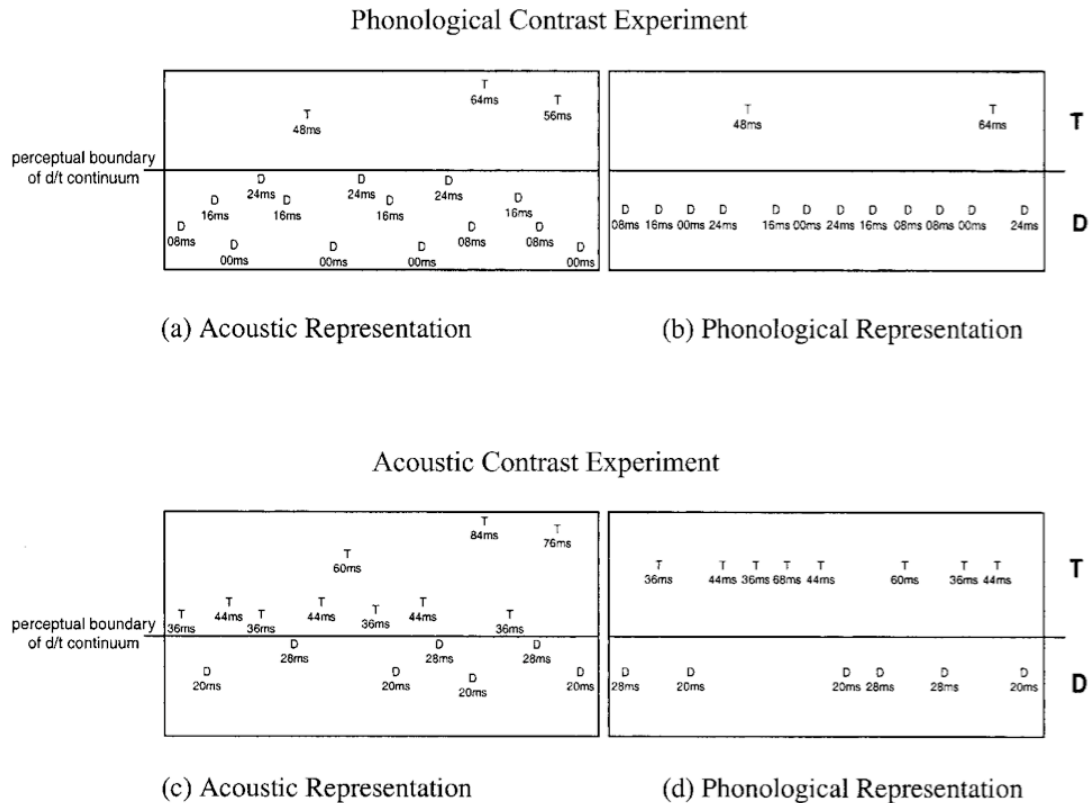 Phonological Contrast Experiment
T
64ms
T
56ms
T
48ms
perceptual boundary
of d/t continuum
D D D
24ms 24ms 24ms
D D D D
16ms 16ms 16ms 16ms
D D D
08ms 08ms 08ms
D D D D
00ms 00ms 00ms 00ms
T T T
48ms 64ms
D D D D D D D D D D D D D
08ms 16ms 00ms 24ms 16ms 00ms 24ms 16ms 08ms 08ms 00ms 24ms
(a) Acoustic Representation
(b) Phonological Representation
Acoustic Contrast Experiment
T
84ms
T
76ms
T
60ms
T T T
44ms 44ms 44ms
T T T T
36ms 36ms 36ms 36ms
perceptual boundary
of d/t continuum
D D D
28ms 28ms 28ms
D D D D
20ms 20ms 20ms 20ms
T T T T T T T T T
36ms 44ms 36ms 68ms 44ms 60ms 36ms 44ms
D D D D D D D
28ms 20ms 20ms 28ms 28ms 20ms
(c) Acoustic Representation
(d) Phonological Representation